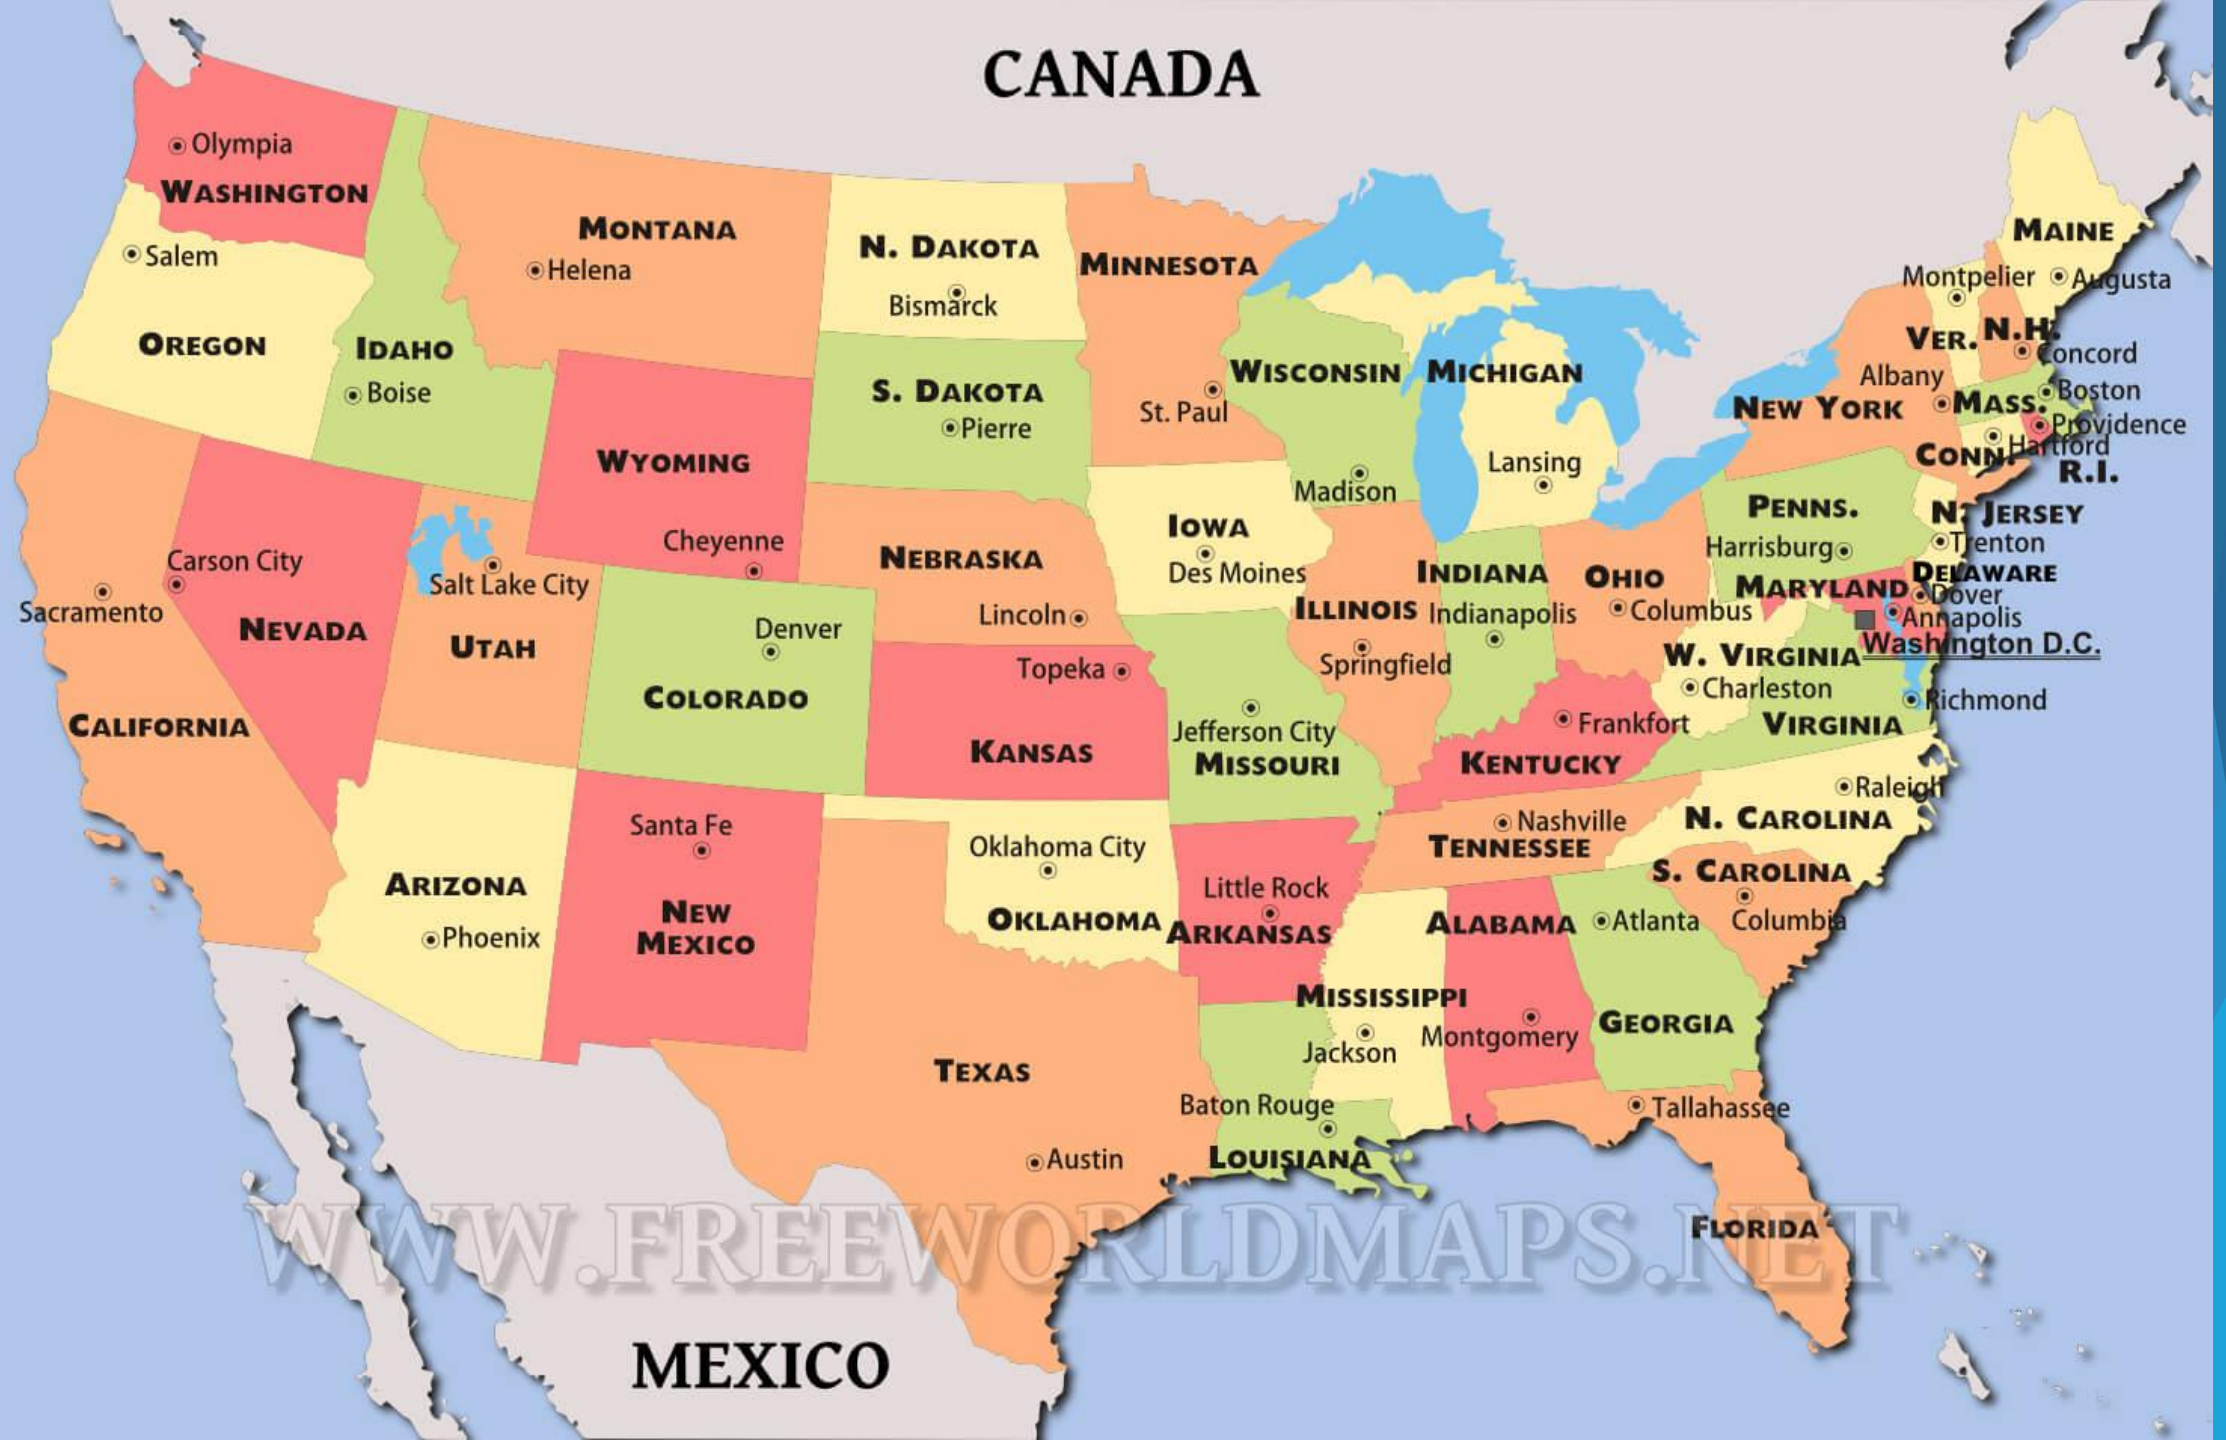 CANADA
Olympia
WASHINGTON
Salem
OREGON
IDAHO
Boise
MONTANA
Helena
N. DAKOTA
Bismarck
MINNESOTA
St. Paul
S. DAKOTA
Pierre
WYOMING
Cheyenne
WISCONSIN
Madison
MICHIGAN
Lansing
MAINE
Augusta
Montpelier
VER.
N.H.
Concord
Albany
NEW YORK
MASS.
Boston
Providence
Hartford
CONN.
R.I.
PENNS.
Harrisburg
N. JERSEY
Trenton
DELAWARE
Dover
MARYLAND
Annapolis
Washington D.C.
Carson City
NEVADA
Sacramento
CALIFORNIA
Salt Lake City
UTAH
Denver
COLORADO
NEBRASKA
Lincoln
IOWA
Des Moines
ILLINOIS
Springfield
INDIANA
Indianapolis
OHIO
Columbus
W. VIRGINIA
Charleston
Richmond
VIRGINIA
Topeka
KANSAS
Jefferson City
MISSOURI
Frankfort
KENTUCKY
Raleigh
N. CAROLINA
Nashville
TENNESSEE
S. CAROLINA
Columbia
ARIZONA
Phoenix
Santa Fe
NEW
MEXICO
Oklahoma City
OKLAHOMA
Little Rock
ARKANSAS
ALABAMA
Montgomery
Atlanta
GEORGIA
MISSISSIPPI
Jackson
TEXAS
Austin
Baton Rouge
LOUISIANA
Tallahassee
FLORIDA
WWW.FREEWORLDMAPS.NET
MEXICO